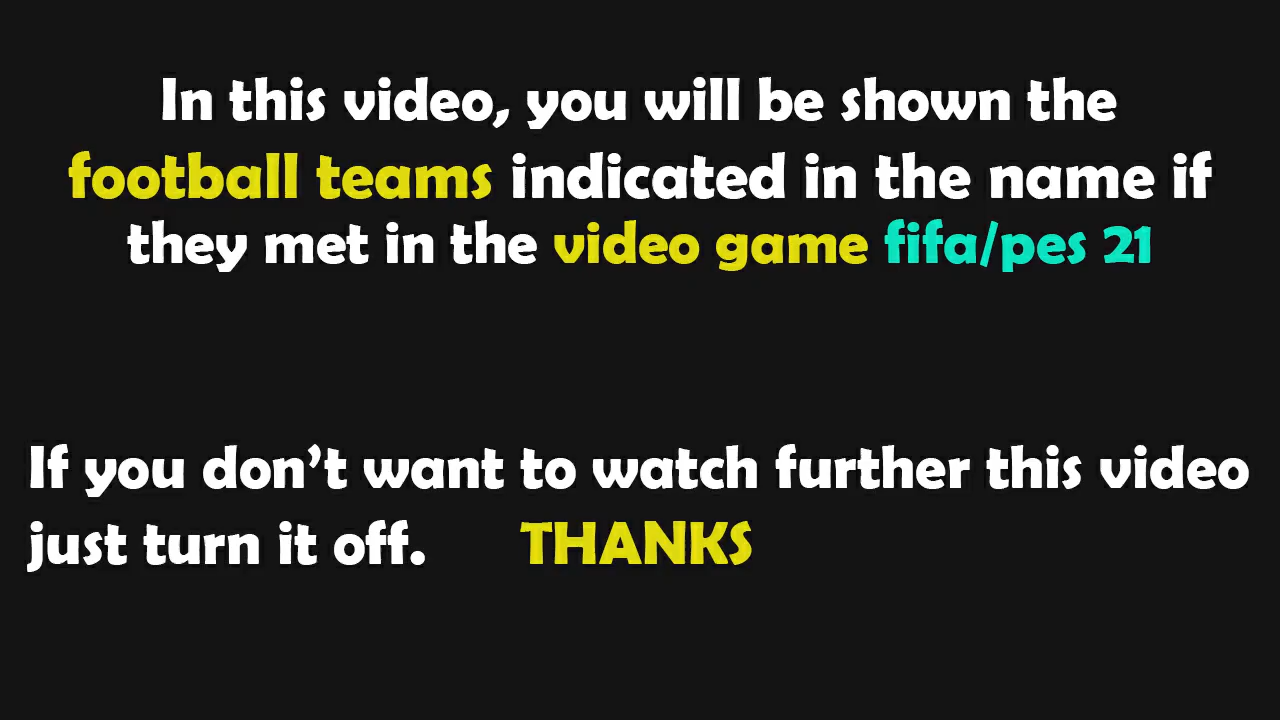 In this video, you will be shown the
football teams indicated in the name if
they met in the video game fifa/pes 21
If you don’t want to watch further this video
just turn it off. THANKS